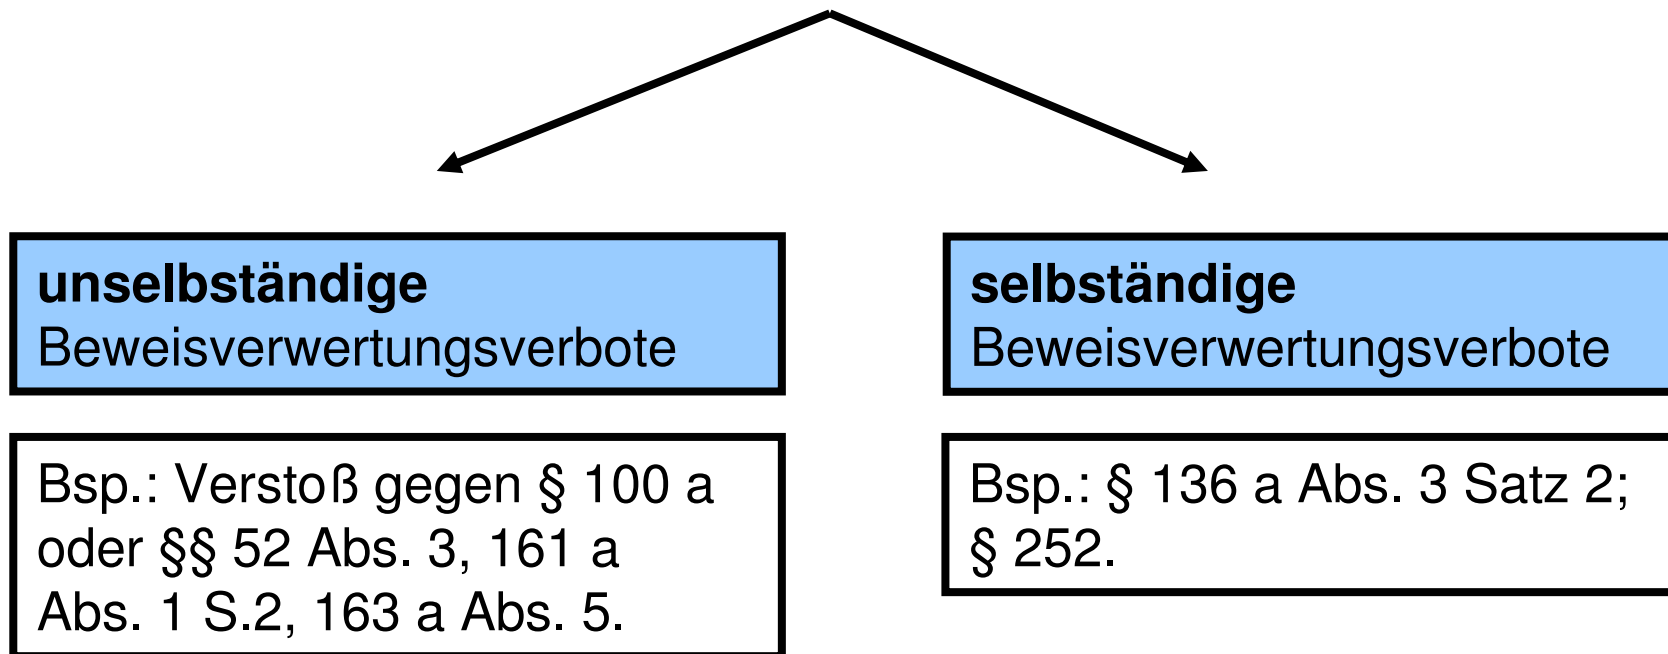 unselbständige
Beweisverwertungsverbote
Bsp.: Verstoß gegen § 100 a
oder §§ 52 Abs. 3, 161 a
Abs. 1 S.2, 163 a Abs. 5.
selbständige
Beweisverwertungsverbote
Bsp.: § 136 a Abs. 3 Satz 2;
§ 252.